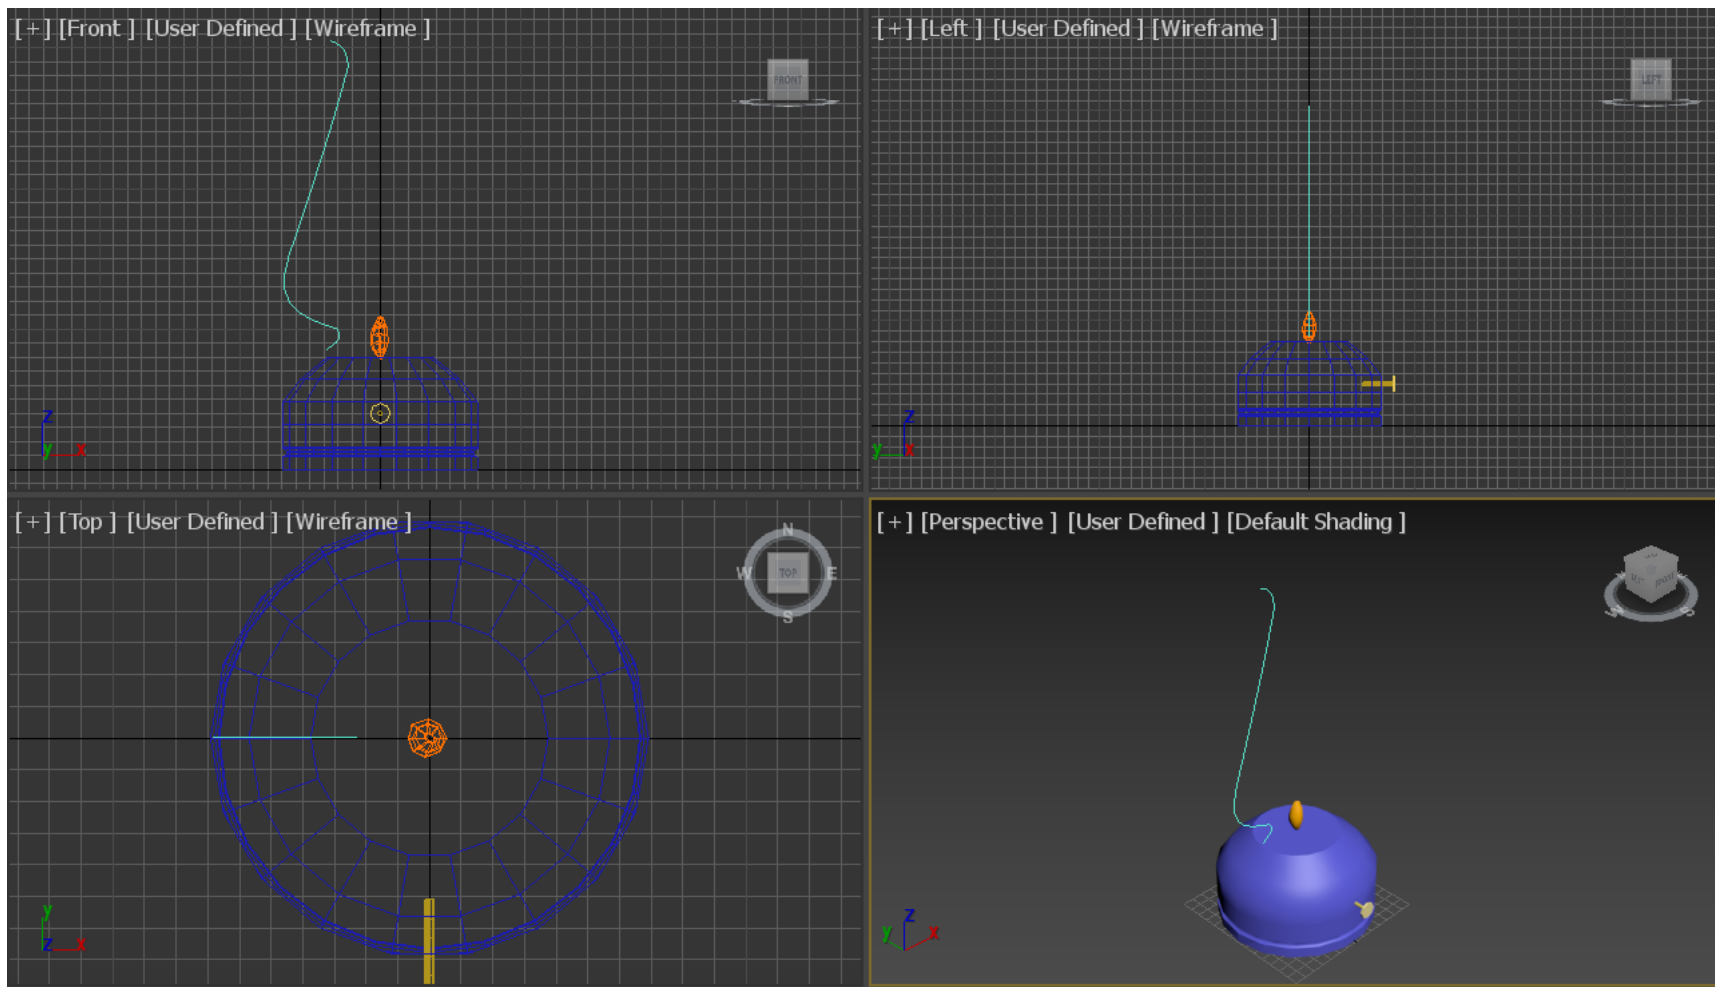 [+] [Front ] [User Defined ] [Wireframe ]
FRONT
z
y x
[+] [Left ] [User Defined ] [Wireframe ]
LEFT
z
y x
[+] [Top ] [User Defined ] [Wireframe ]
N
W TOP E
S
y
z x
[+] [Perspective ] [User Defined ] [Default Shading ]
W S
z
y x